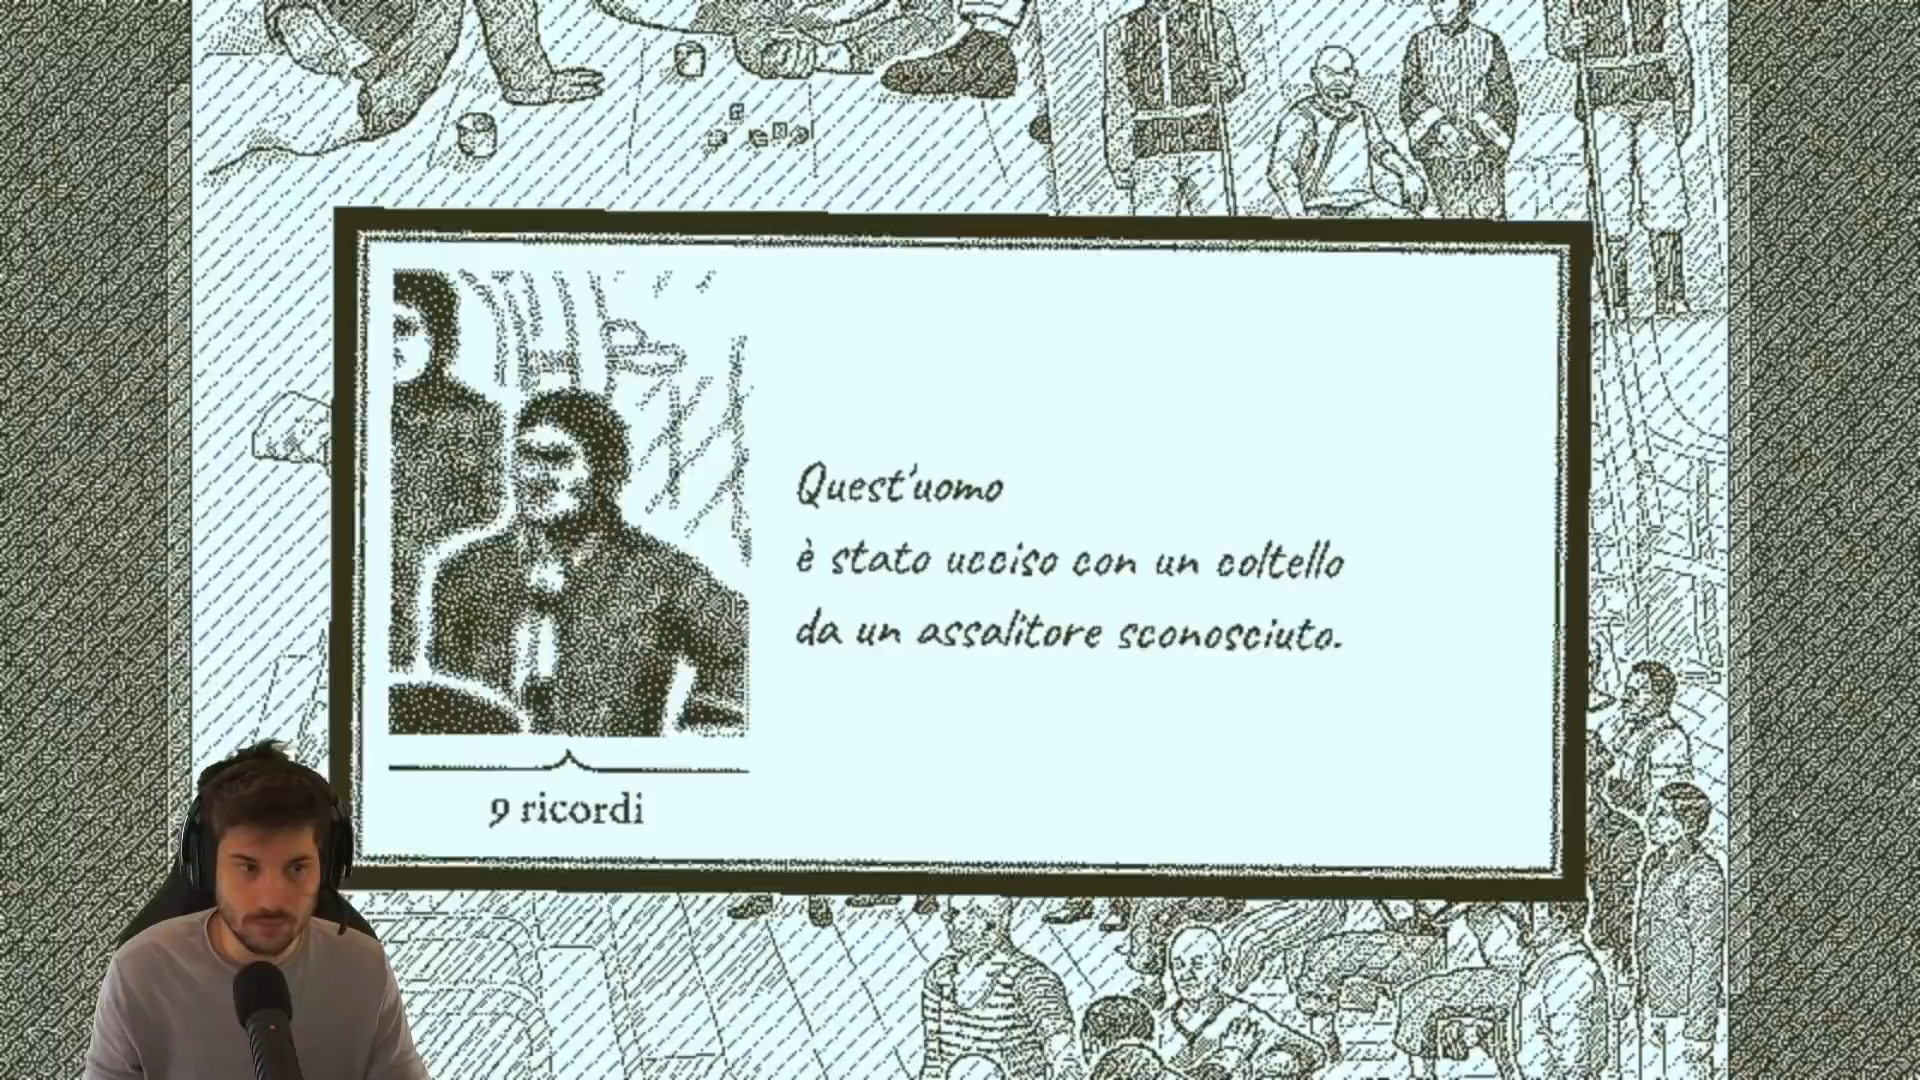 Quest'uomo
è stato ucciso con un coltello
da un assalitore sconosciuto.
9 ricordi